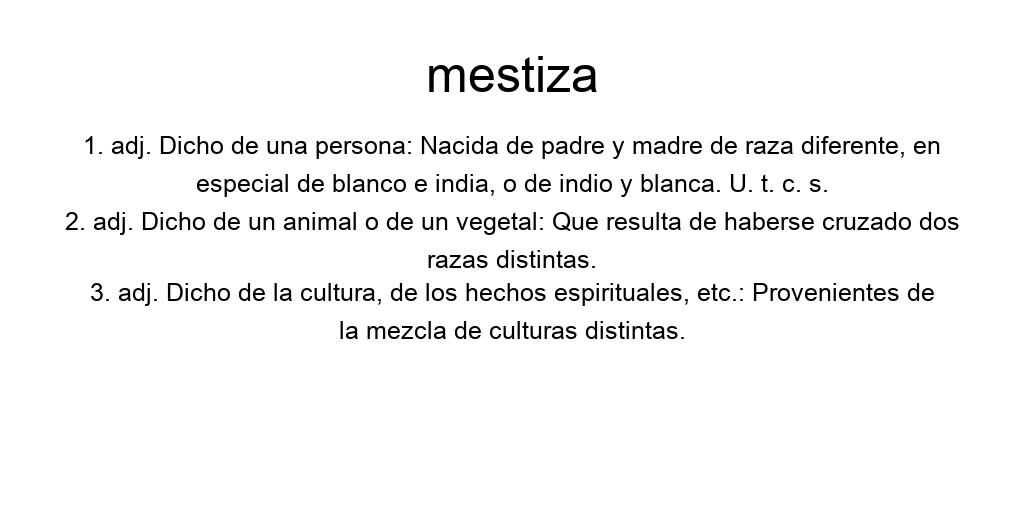 mestiza
1. adj. Dicho de una persona: Nacida de padre y madre de raza diferente, en
especial de blanco e india, o de indio y blanca. U. t. c. s.
2. adj. Dicho de un animal o de un vegetal: Que resulta de haberse cruzado dos
razas distintas.
3. adj. Dicho de la cultura, de los hechos espirituales, etc.: Provenientes de
la mezcla de culturas distintas.